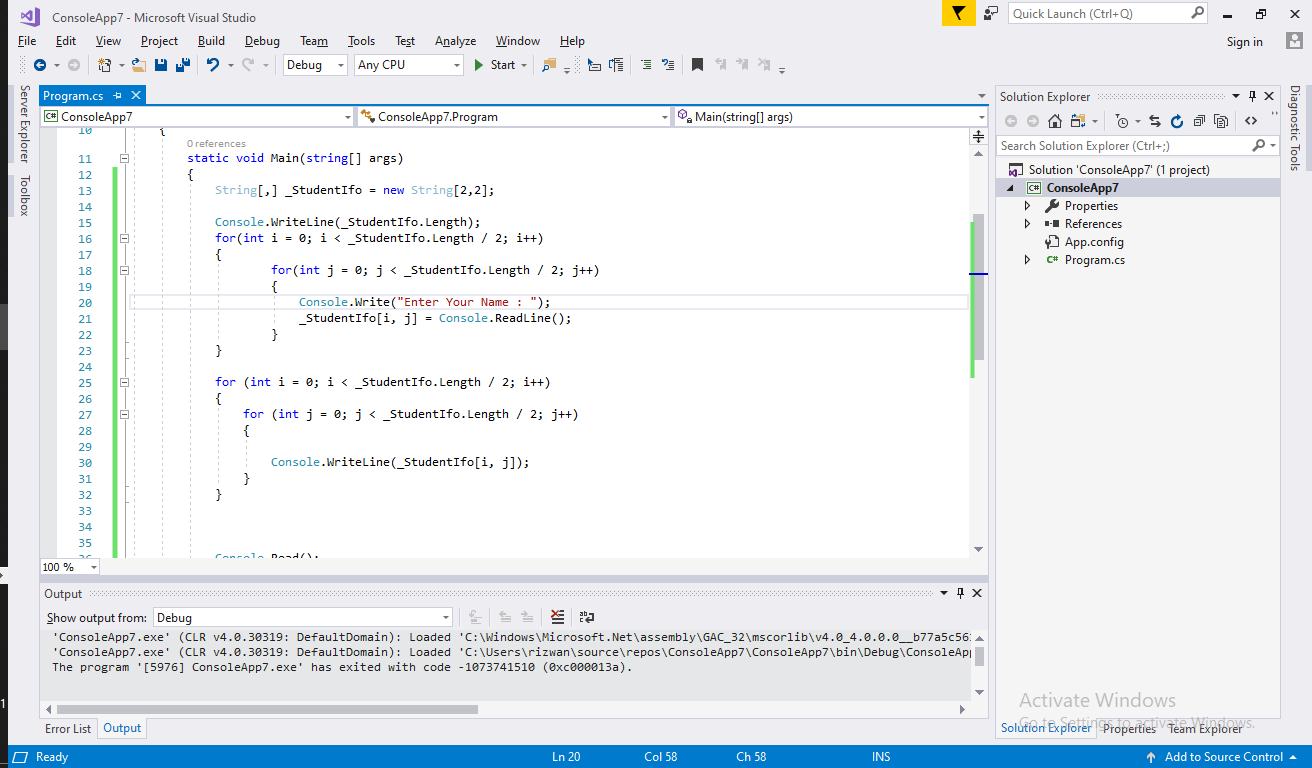 ConsoleApp7 - Microsoft Visual Studio
Quick Launch (Ctrl+Q)
File Edit View Project Build Debug Team Tools Test Analyze Window Help
Sign in
Debug Any CPU Start
Server Explorer
Toolbox
Program.cs
ConsoleApp7 ConsoleApp7.Program Main(string[] args)
10 {
0 references
11 static void Main(string[] args)
12 {
13 String[,] _StudentIfo = new String[2,2];
14
15 Console.WriteLine(_StudentIfo.Length);
16 for(int i = 0; i < _StudentIfo.Length / 2; i++)
17 {
18 for(int j = 0; j < _StudentIfo.Length / 2; j++)
19 {
20 Console.Write("Enter Your Name : ");
21 _StudentIfo[i, j] = Console.ReadLine();
22 }
23 }
24
25 for (int i = 0; i < _StudentIfo.Length / 2; i++)
26 {
27 for (int j = 0; j < _StudentIfo.Length / 2; j++)
28 {
29
30 Console.WriteLine(_StudentIfo[i, j]);
31 }
32 }
33
34
35
36 Console.Read();
100 %
Output
Show output from: Debug
'ConsoleApp7.exe' (CLR v4.0.30319: DefaultDomain): Loaded 'C:\Windows\Microsoft.Net\assembly\GAC_32\mscorlib\v4.0_4.0.0.0__b77a5c56
'ConsoleApp7.exe' (CLR v4.0.30319: DefaultDomain): Loaded 'C:\Users\rizwan\source\repos\ConsoleApp7\ConsoleApp7\bin\Debug\ConsoleAp
The program '[5976] ConsoleApp7.exe' has exited with code -1073741510 (0xc000013a).
Error List Output
Solution Explorer
Search Solution Explorer (Ctrl+;)
Solution 'ConsoleApp7' (1 project)
C# ConsoleApp7
Properties
References
App.config
C# Program.cs
Diagnostic Tools
Activate Windows
Go to Settings to activate Windows.
Solution Explorer Properties Team Explorer
1
Ready Ln 20 Col 58 Ch 58 INS Add to Source Control